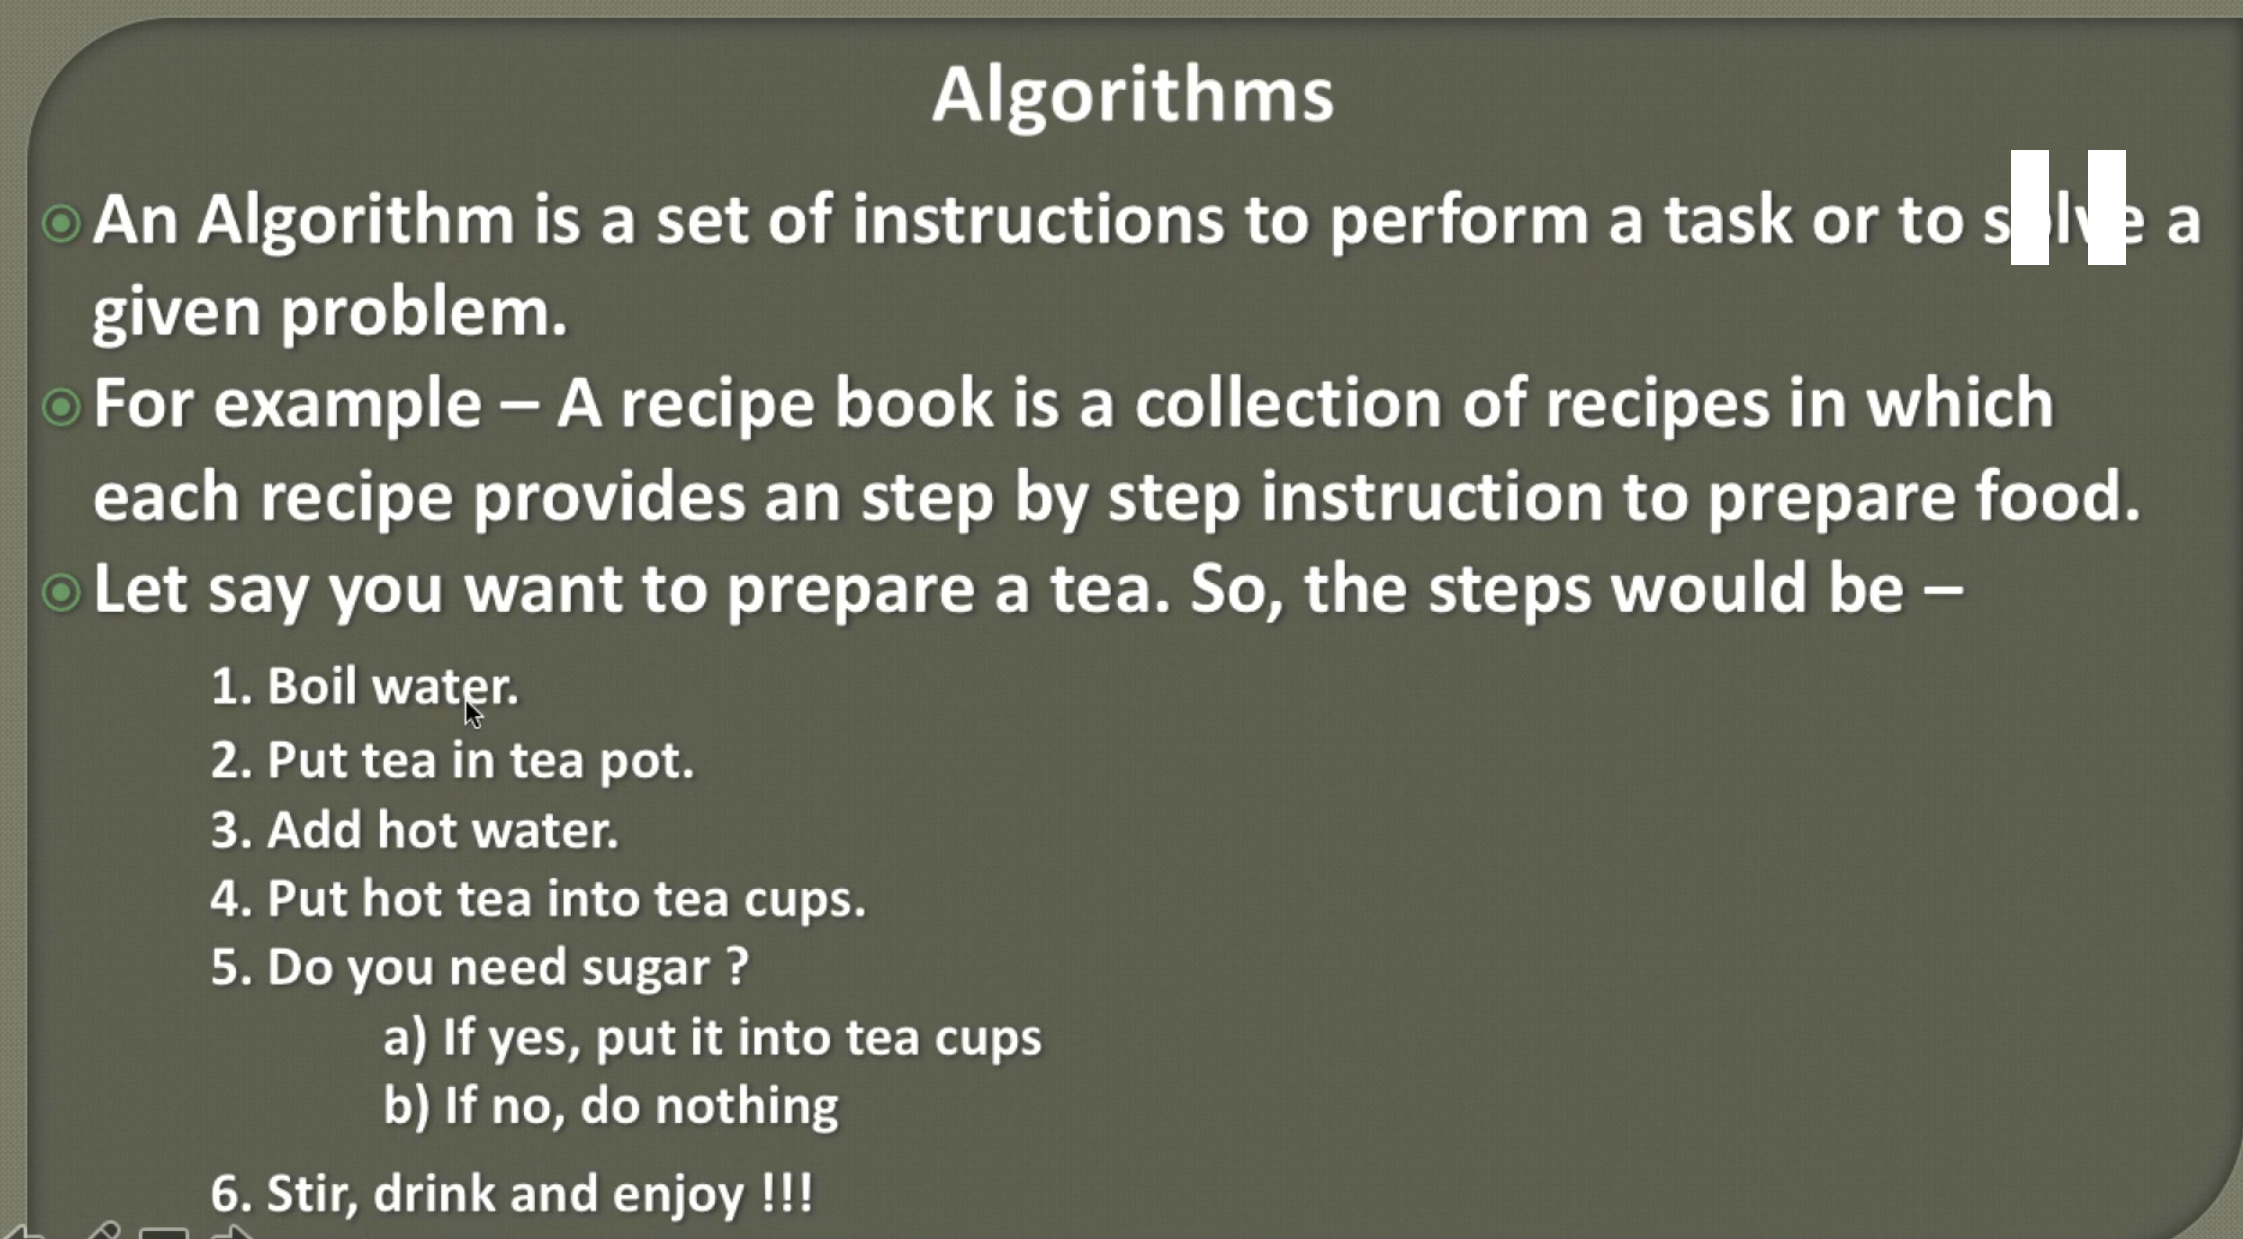 Algorithms
An Algorithm is a set of instructions to perform a task or to solve a
given problem.
For example – A recipe book is a collection of recipes in which
each recipe provides an step by step instruction to prepare food.
Let say you want to prepare a tea. So, the steps would be –
1. Boil water.
2. Put tea in tea pot.
3. Add hot water.
4. Put hot tea into tea cups.
5. Do you need sugar ?
a) If yes, put it into tea cups
b) If no, do nothing
6. Stir, drink and enjoy !!!